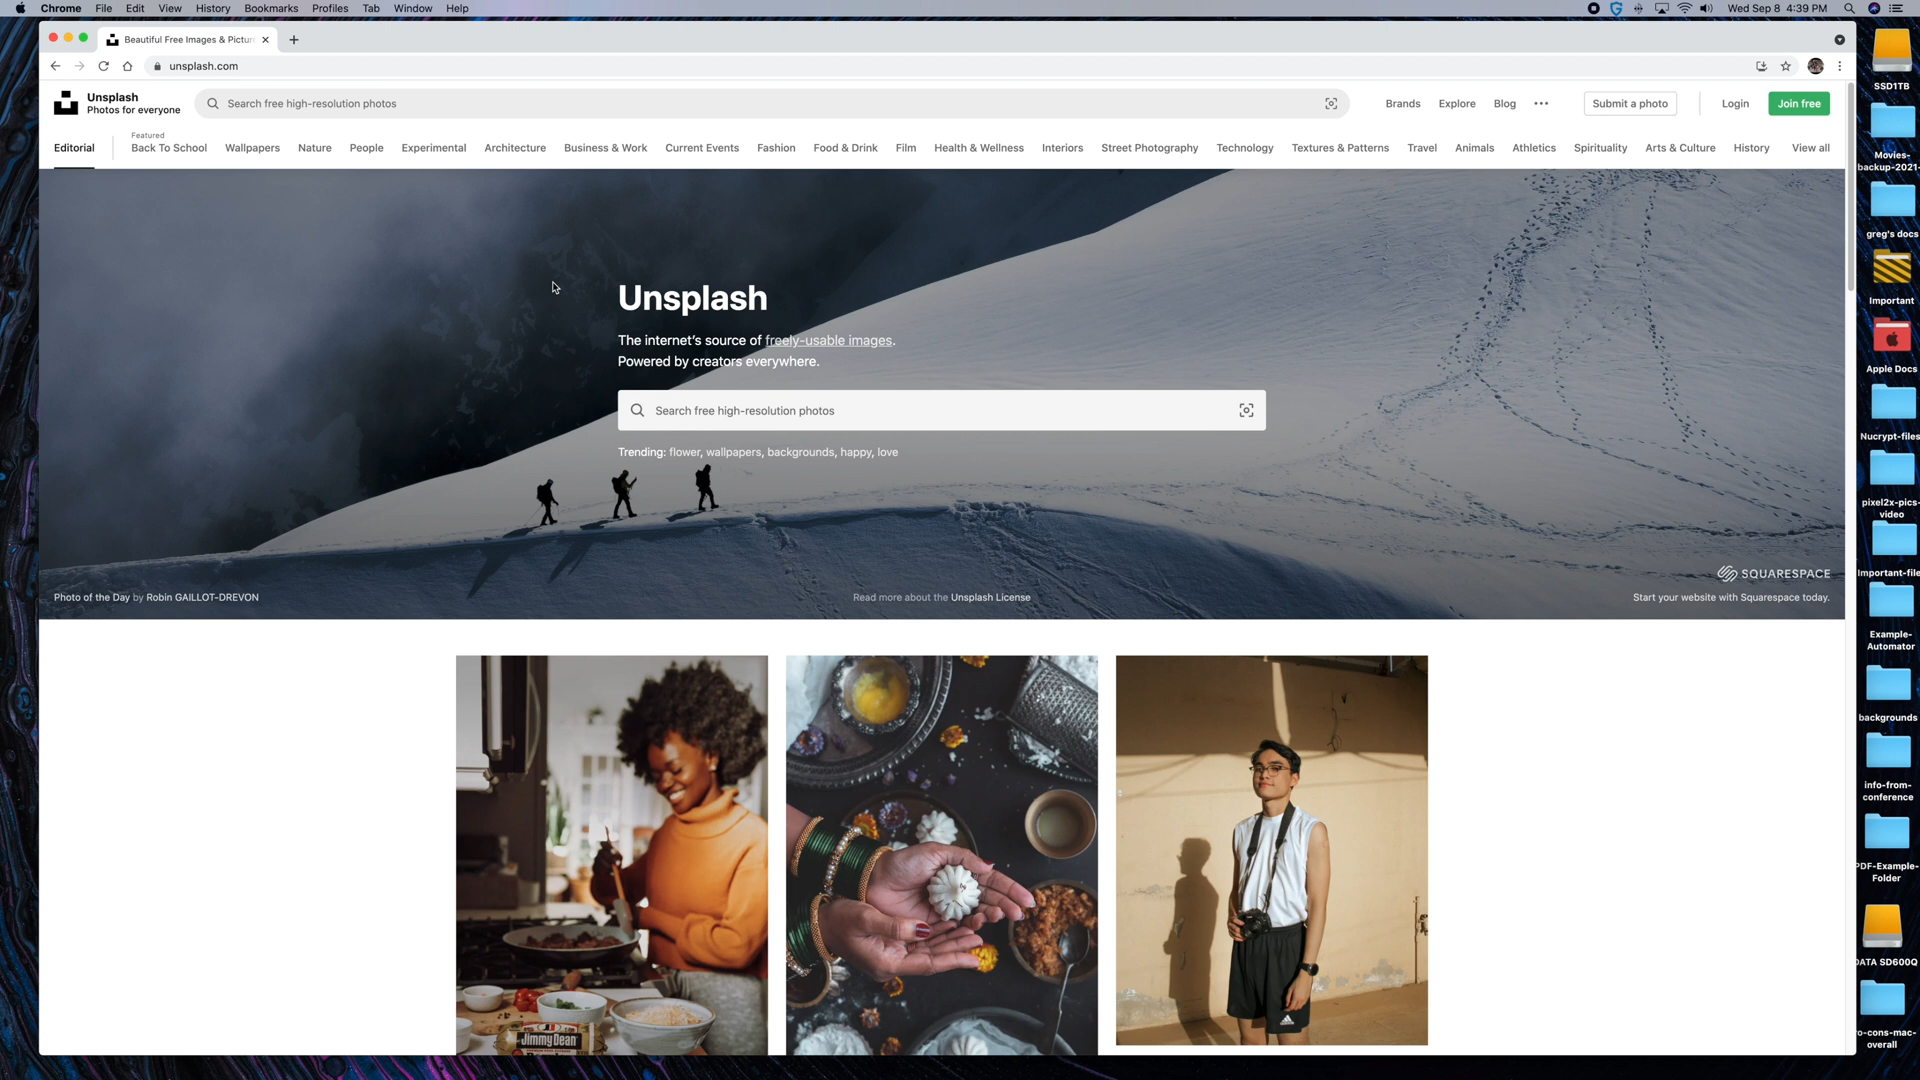 Chrome File Edit View History Bookmarks Profiles Tab Window Help
Wed Sep 8 4:39 PM
Beautiful Free Images & Pictur
unsplash.com
Unsplash
Photos for everyone
Search free high-resolution photos
Brands Explore Blog ••• Submit a photo Login Join free
Featured
Editorial Back To School Wallpapers Nature People Experimental Architecture Business & Work Current Events Fashion Food & Drink Film Health & Wellness Interiors Street Photography Technology Textures & Patterns Travel Animals Athletics Spirituality Arts & Culture History View all
Unsplash
The internet's source of freely-usable images.
Powered by creators everywhere.
Search free high-resolution photos
Trending: flower, wallpapers, backgrounds, happy, love
SQUARESPACE
Photo of the Day by Robin GAILLOT-DREVON
Read more about the Unsplash License
Start your website with Squarespace today.
Jimmy Dean
SSD1TB
Movies-
backup-2021-
greg's docs
Important
Apple Docs
Nucrypt-files
pixel2x-pics-
video
Important-file
Example-
Automator
backgrounds
info-from-
conference
PDF-Example-
Folder
DATA SD600Q
o-cons-mac-
overall